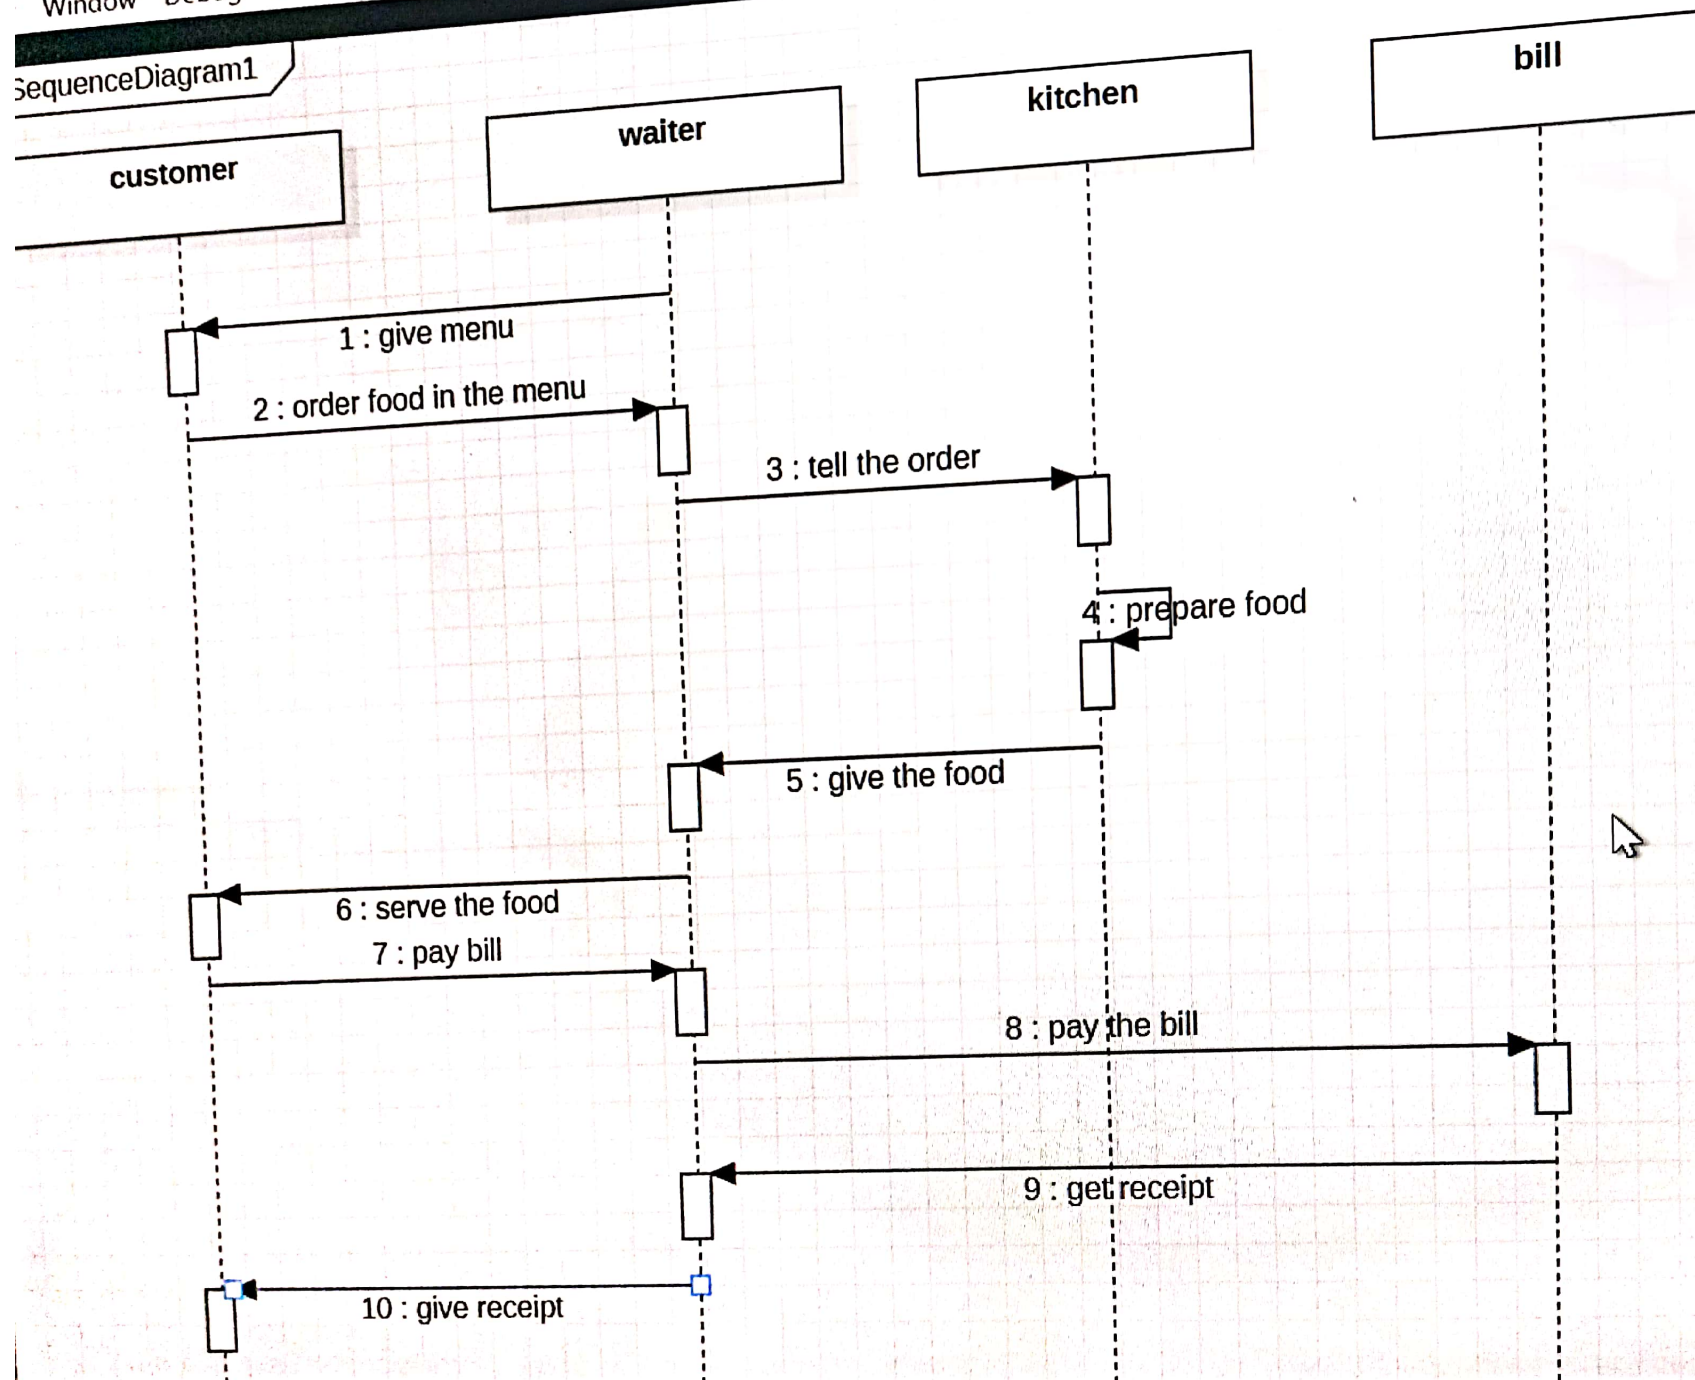 Window
SequenceDiagram1
customer
waiter
kitchen
bill
1 : give menu
2 : order food in the menu
3 : tell the order
4 : prepare food
5 : give the food
6 : serve the food
7 : pay bill
8 : pay the bill
9 : get receipt
10 : give receipt